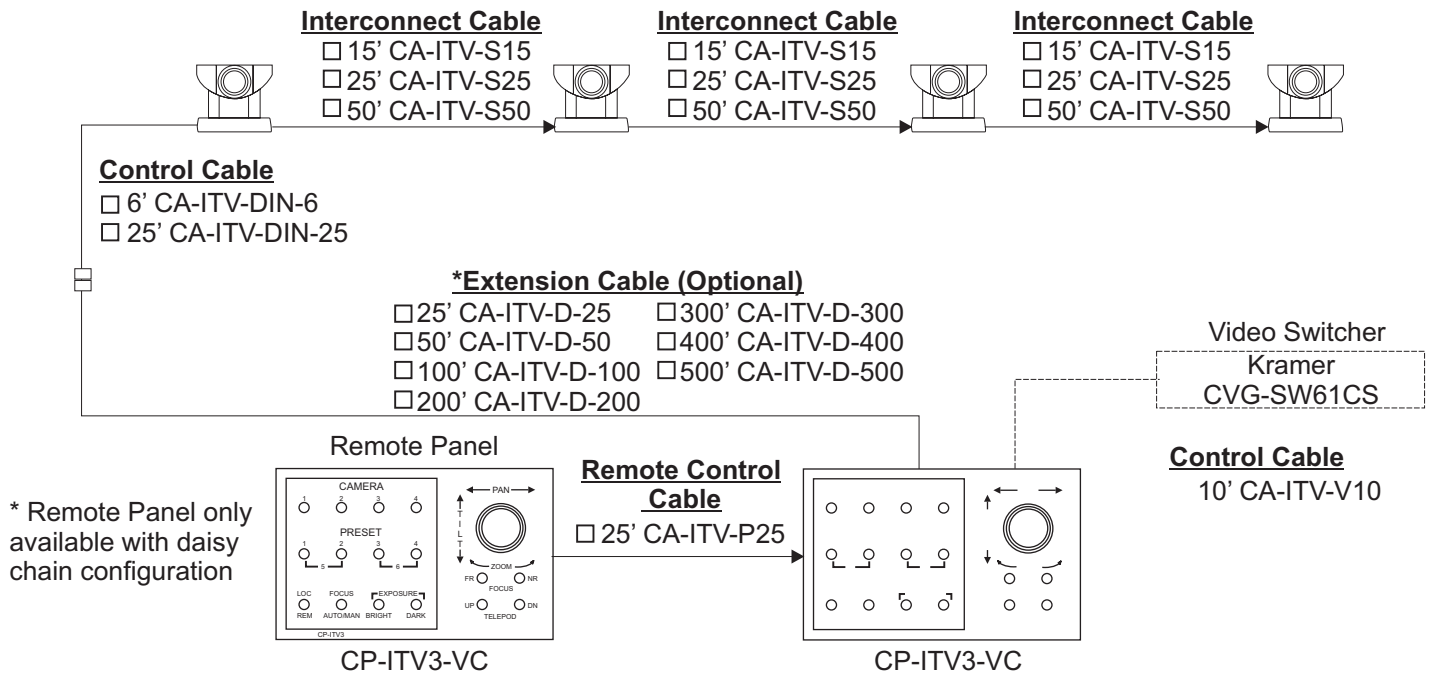 Interconnect Cable
☐ 15’ CA-ITV-S15
☐ 25’ CA-ITV-S25
☐ 50’ CA-ITV-S50
Interconnect Cable
☐ 15’ CA-ITV-S15
☐ 25’ CA-ITV-S25
☐ 50’ CA-ITV-S50
Interconnect Cable
☐ 15’ CA-ITV-S15
☐ 25’ CA-ITV-S25
☐ 50’ CA-ITV-S50
Control Cable
☐ 6’ CA-ITV-DIN-6
☐ 25’ CA-ITV-DIN-25
*Extension Cable (Optional)
☐ 25’ CA-ITV-D-25
☐ 50’ CA-ITV-D-50
☐ 100’ CA-ITV-D-100
☐ 200’ CA-ITV-D-200
☐ 300’ CA-ITV-D-300
☐ 400’ CA-ITV-D-400
☐ 500’ CA-ITV-D-500
Video Switcher
Kramer
CVG-SW61CS
Control Cable
10’ CA-ITV-V10
* Remote Panel only
available with daisy
chain configuration
Remote Panel
CAMERA
1 2 3 4
PRESET
1 2 3 4
5 6
LOC FOCUS EXPOSURE
REM AUTO/MAN BRIGHT DARK
CP-ITV3
PAN
TILT
ZOOM
FR NR
FOCUS
UP DN
TELEPOD
CP-ITV3-VC
Remote Control
Cable
☐ 25’ CA-ITV-P25
CP-ITV3-VC